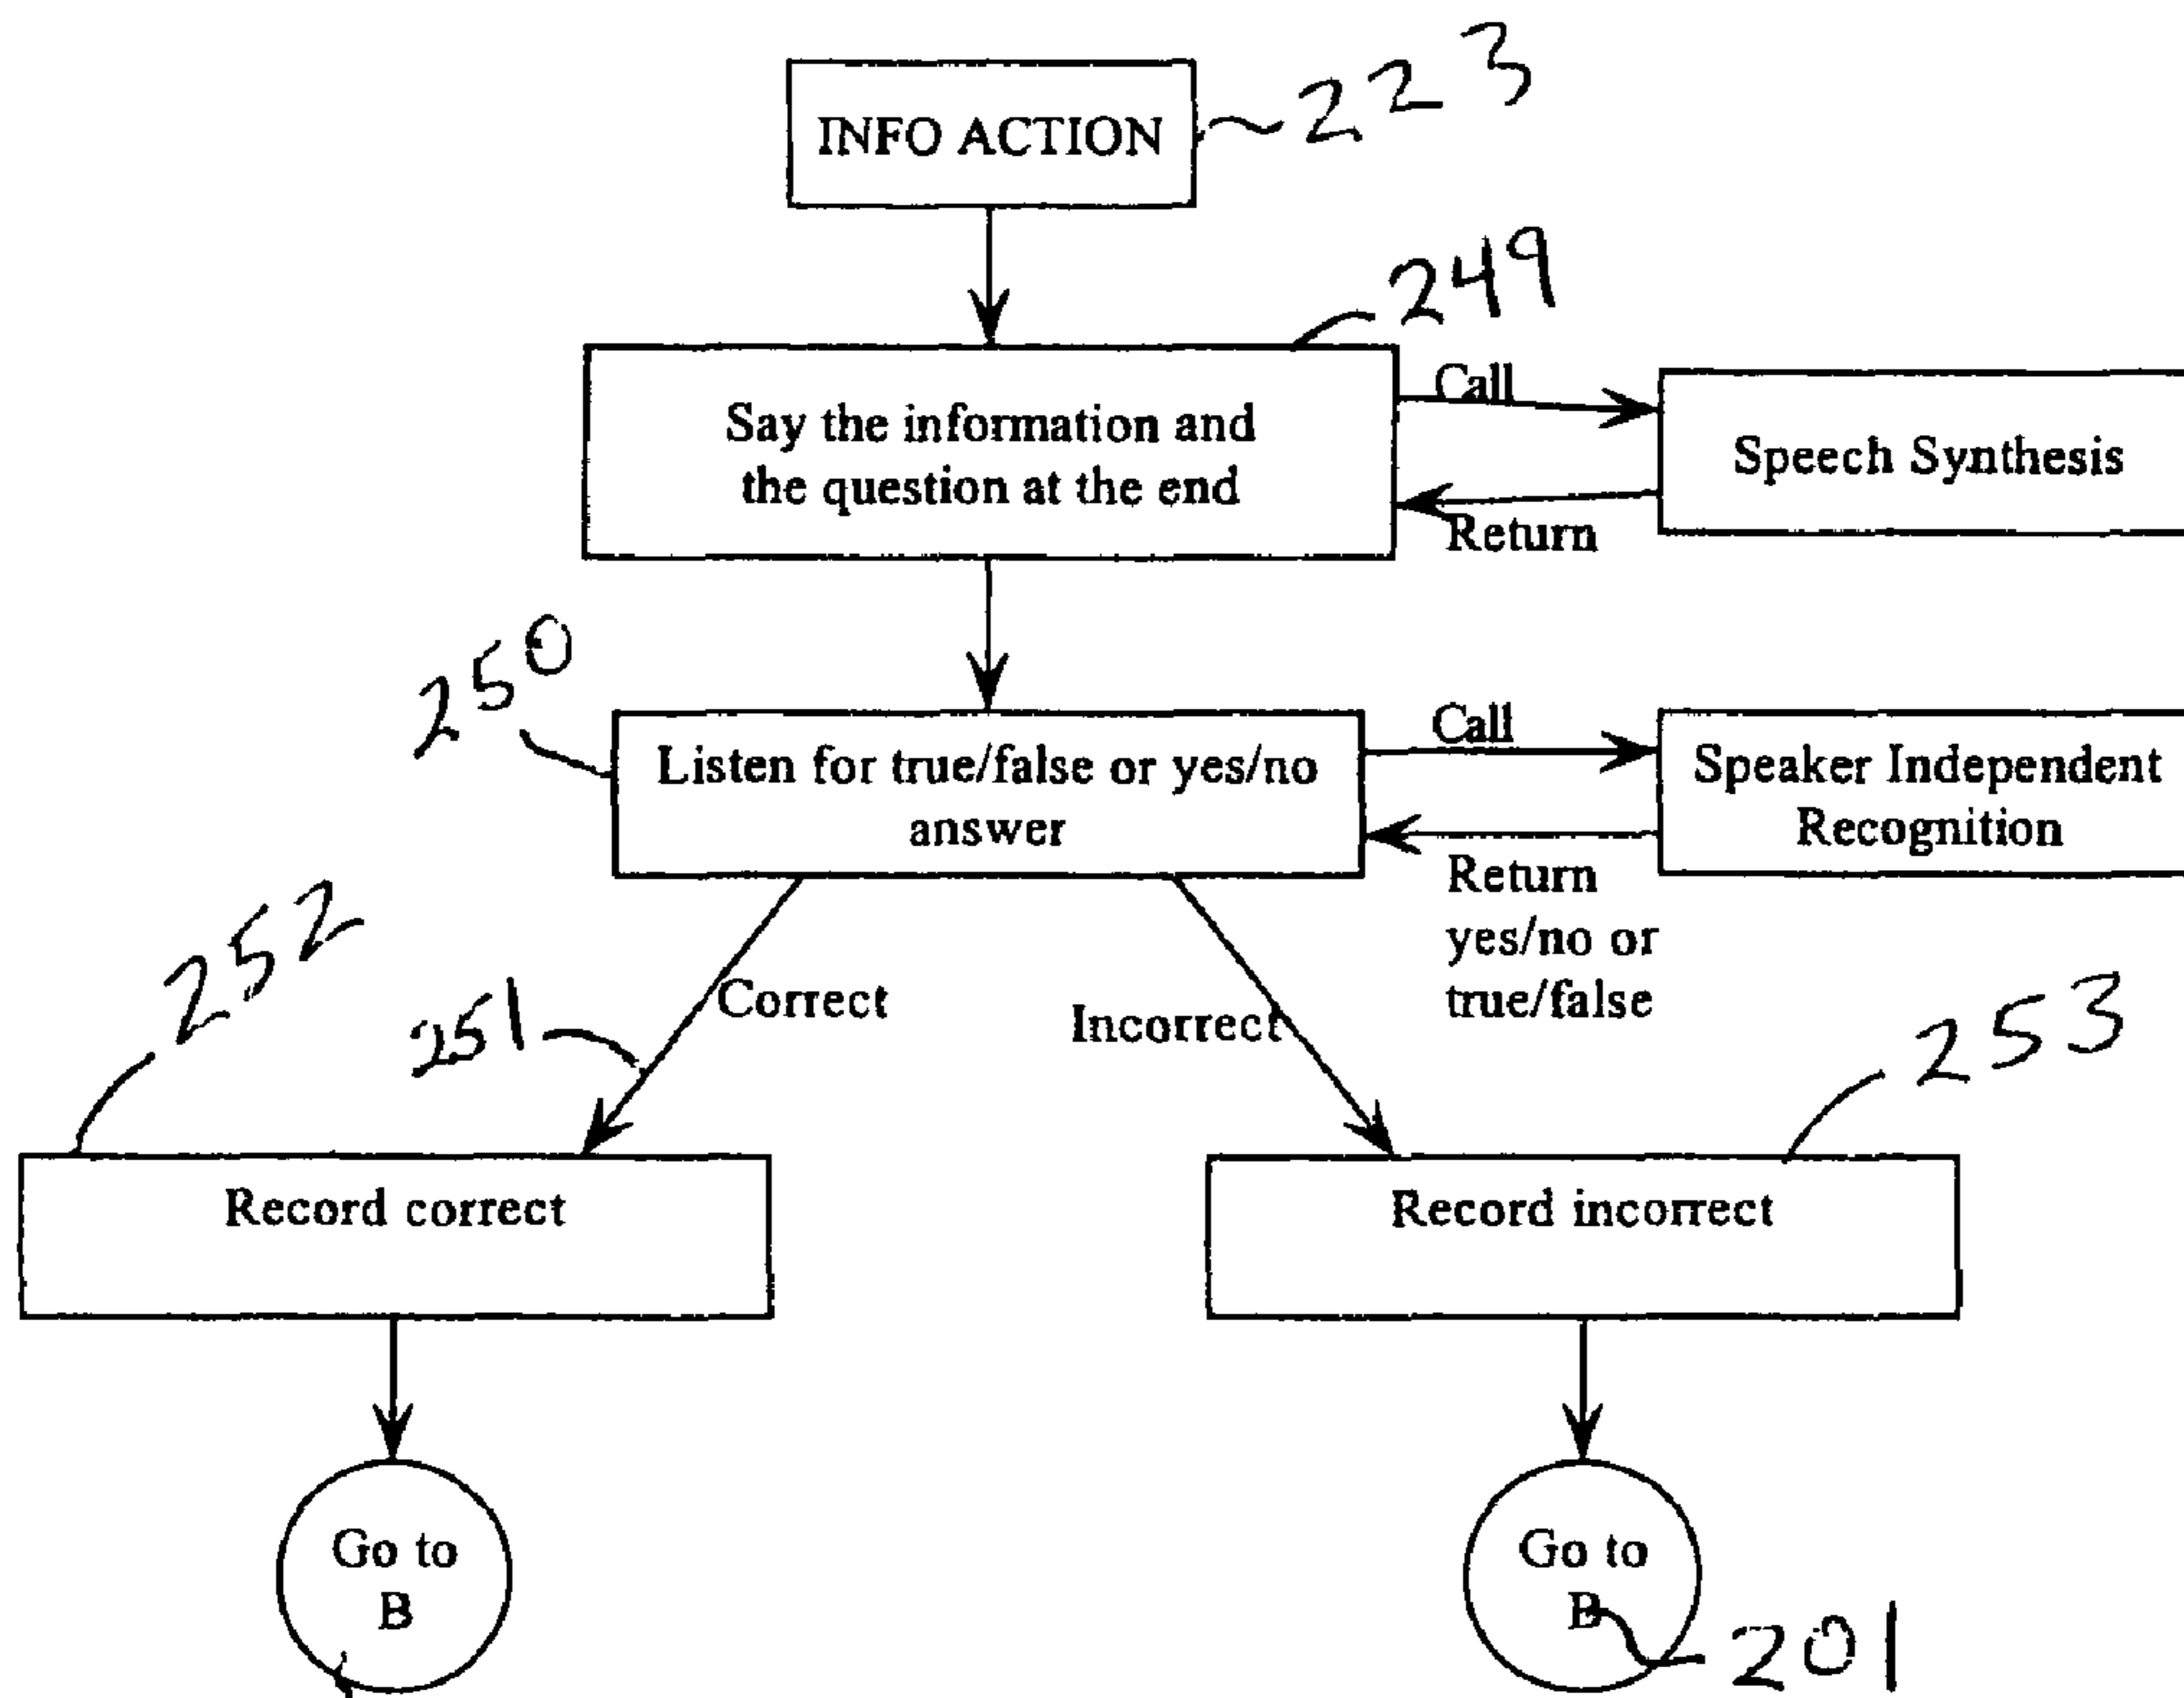 INFO ACTION
223
249
Say the information and
the question at the end
Call
Return
Speech Synthesis
250
Listen for true/false or yes/no
answer
Call
Return
yes/no or
true/false
Speaker Independent
Recognition
252
251
Correct
Incorrect
253
Record correct
Record incorrect
Go to
B
Go to
B
201